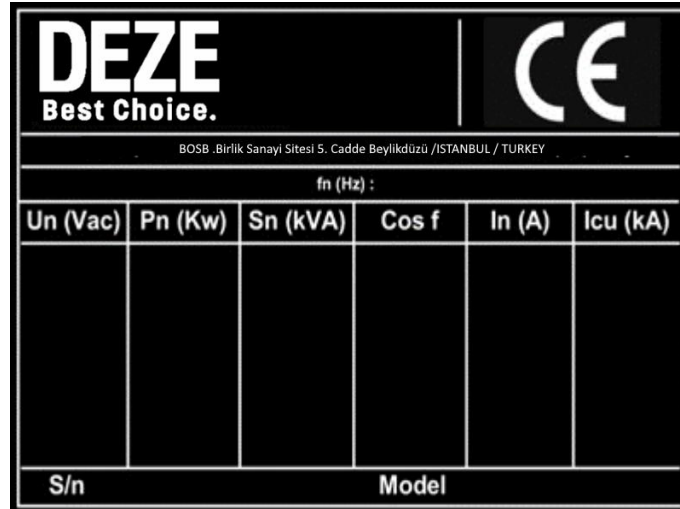 DEZE
Best Choice.
CE
BOSB .Birlik Sanayi Sitesi 5. Cadde Beylikdüzü /ISTANBUL / TURKEY
fn (Hz) :
Un (Vac) Pn (Kw) Sn (kVA) Cos f In (A) Icu (kA)
S/n Model